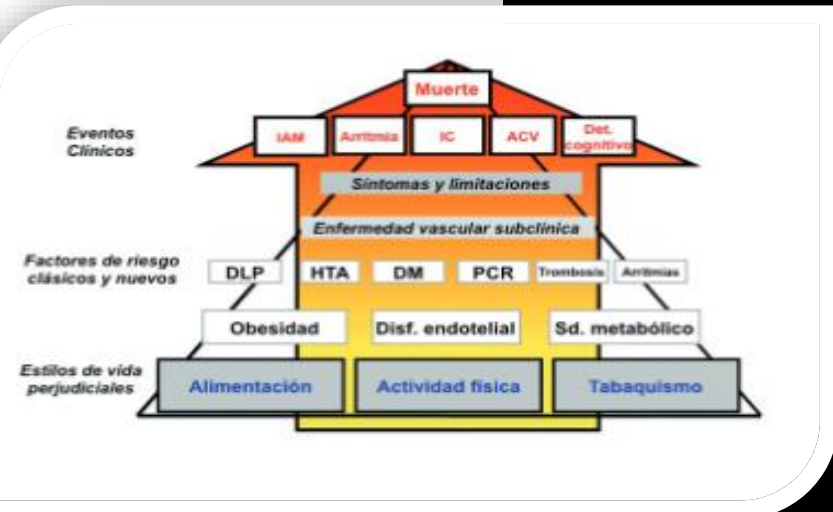 Muerte
Eventos
Clínicos
IAM
Arritmia
IC
ACV
Det.
cognitivo
Síntomas y limitaciones
Enfermedad vascular subclínica
Factores de riesgo
clásicos y nuevos
DLP
HTA
DM
PCR
Trombosis
Arritmias
Obesidad
Disf. endotelial
Sd. metabólico
Estilos de vida
perjudiciales
Alimentación
Actividad física
Tabaquismo